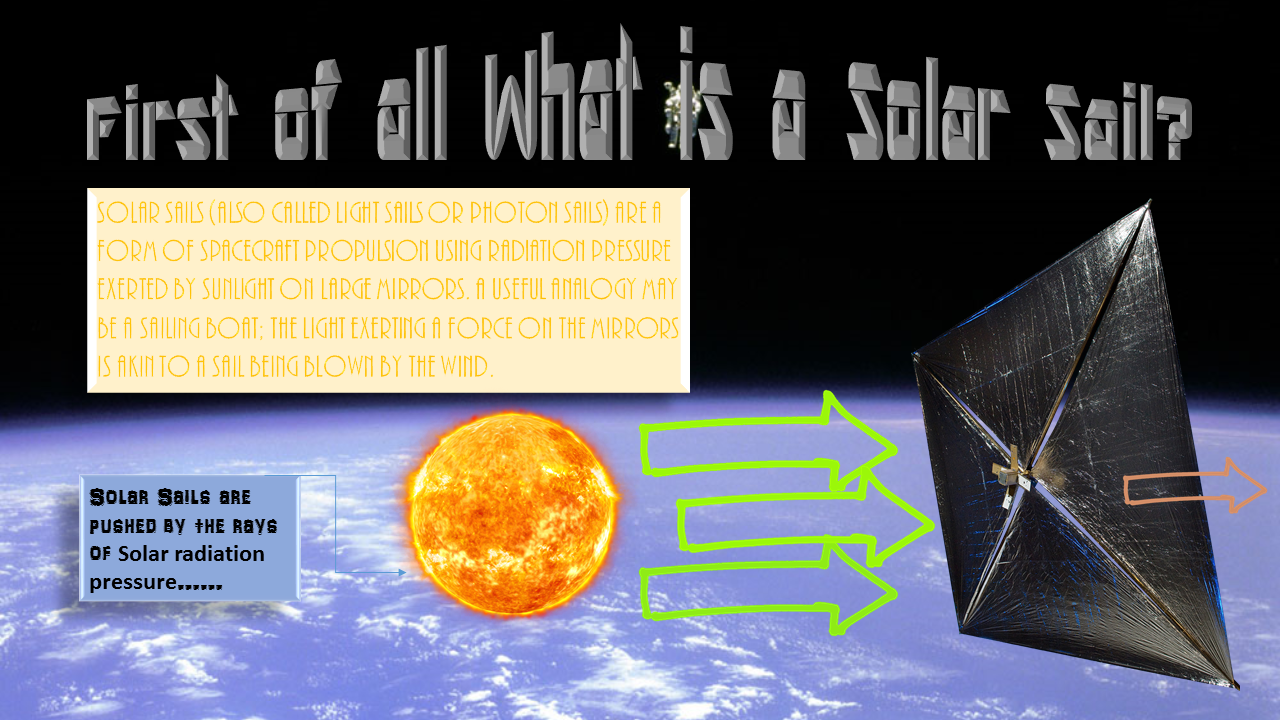 First of all What is a Solar Sail?
SOLAR SAILS (ALSO CALLED LIGHT SAILS OR PHOTON SAILS) ARE A
FORM OF SPACECRAFT PROPULSION USING RADIATION PRESSURE
EXERTED BY SUNLIGHT ON LARGE MIRRORS. A USEFUL ANALOGY MAY
BE A SAILING BOAT; THE LIGHT EXERTING A FORCE ON THE MIRRORS
IS AKIN TO A SAIL BEING BLOWN BY THE WIND.
Solar Sails are
pushed by the rays
of Solar radiation
pressure......